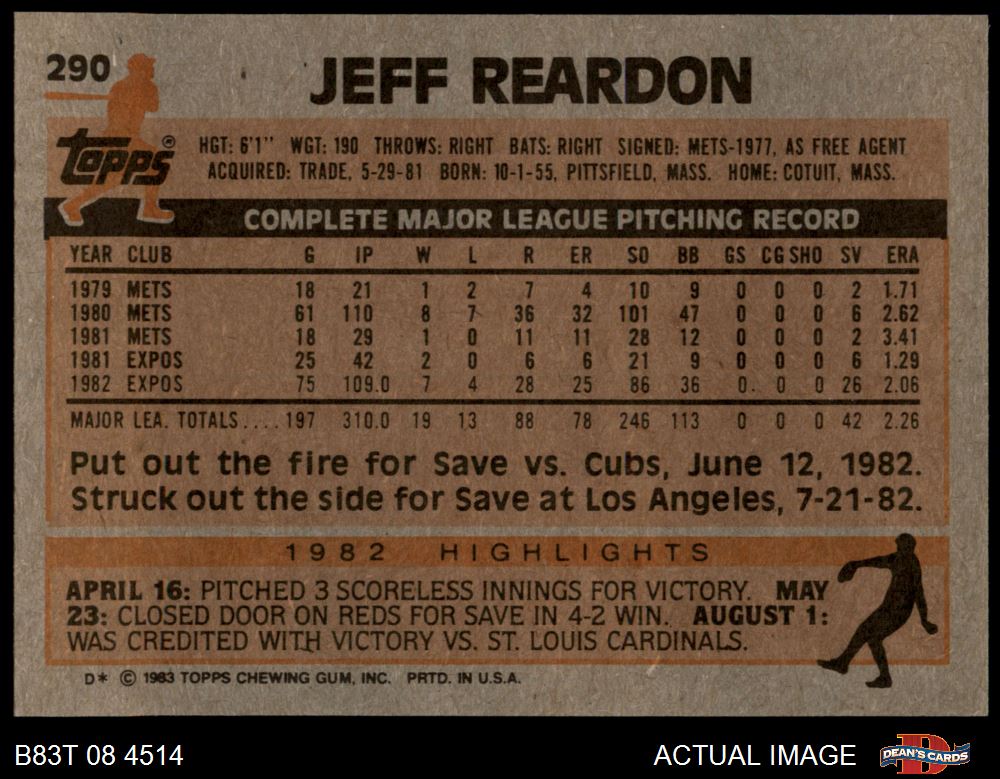 290
JEFF REARDON
Topps®
HGT: 6'1" WGT: 190 THROWS: RIGHT BATS: RIGHT SIGNED: METS-1977, AS FREE AGENT
ACQUIRED: TRADE, 5-29-81 BORN: 10-1-55, PITTSFIELD, MASS. HOME: COTUIT, MASS.
COMPLETE MAJOR LEAGUE PITCHING RECORD
YEAR CLUB G IP W L R ER SO BB GS CG SHO SV ERA
1979 METS 18 21 1 2 7 4 10 9 0 0 0 2 1.71
1980 METS 61 110 8 7 36 32 101 47 0 0 0 6 2.62
1981 METS 18 29 1 0 11 11 28 12 0 0 0 2 3.41
1981 EXPOS 25 42 2 0 6 6 21 9 0 0 0 6 1.29
1982 EXPOS 75 109.0 7 4 28 25 86 36 0 0 0 26 2.06
MAJOR LEA. TOTALS.... 197 310.0 19 13 88 78 246 113 0 0 0 42 2.26
Put out the fire for Save vs. Cubs, June 12, 1982.
Struck out the side for Save at Los Angeles, 7-21-82.
1982 HIGHLIGHTS
APRIL 16: PITCHED 3 SCORELESS INNINGS FOR VICTORY. MAY
23: CLOSED DOOR ON REDS FOR SAVE IN 4-2 WIN. AUGUST 1:
WAS CREDITED WITH VICTORY VS. ST. LOUIS CARDINALS.
D* © 1983 TOPPS CHEWING GUM, INC. PRTD. IN U.S.A.
B83T 08 4514
ACTUAL IMAGE
DEAN'S CARDS